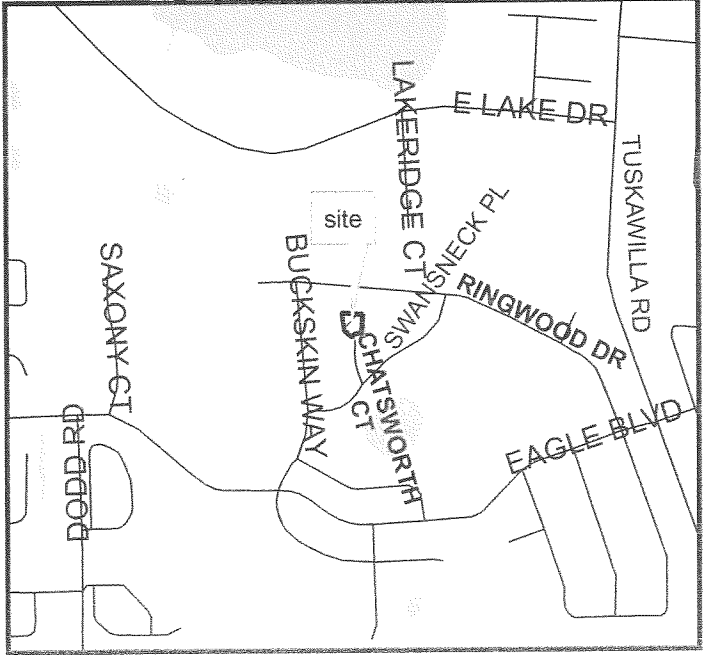 LAKERIDGE CT
E LAKE DR
TUSKAWILLA RD
site
SWANSNECK PL
BUCKSKIN WAY
SAXONY CT
RINGWOOD DR
CHATSWORTH
CT
DODD RD
EAGLE BLVD